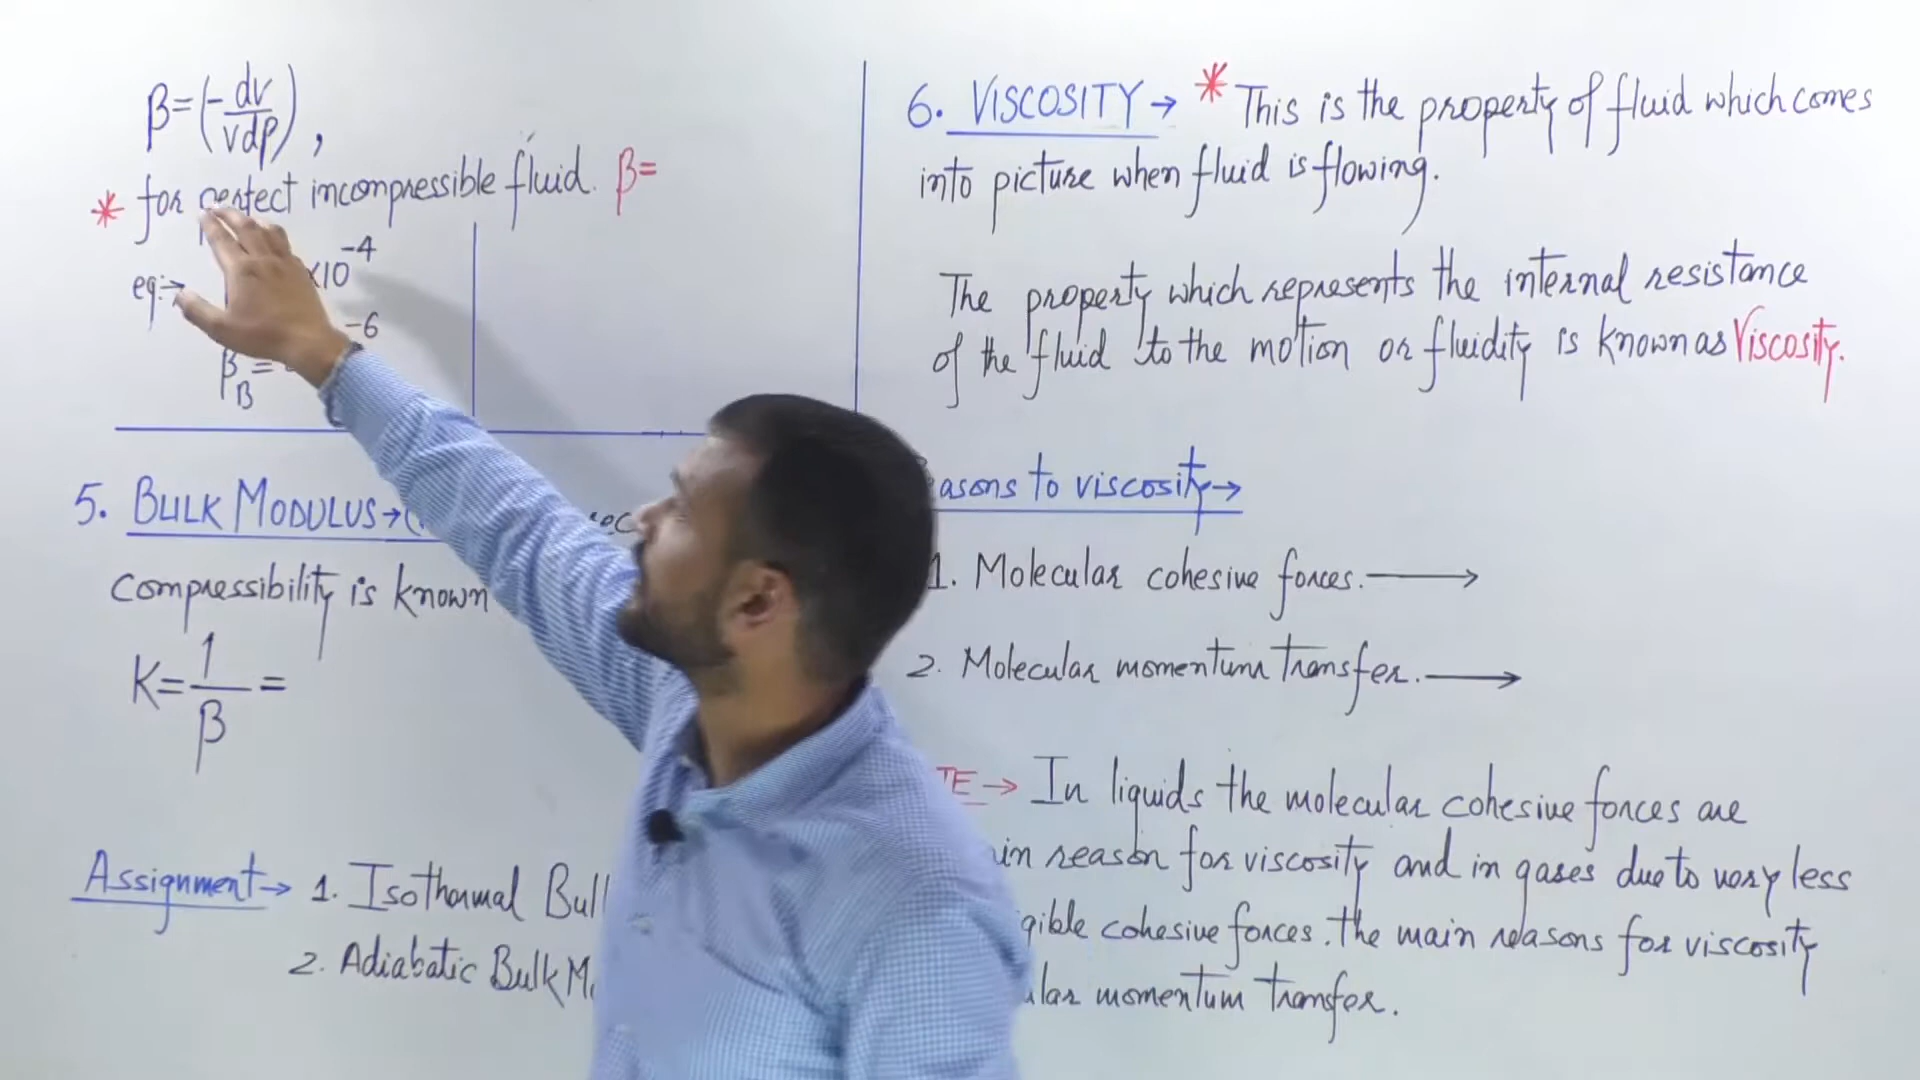 β=(-dv/vdp),
* for perfect incompressible fluid. β=
eg:→ ×10^-4
β_B= -6
5. BULK MODULUS→(
Compressibility is known
K=1/β=
Assignment→ 1. Isothermal Bul
2. Adiabatic Bulk M
6. VISCOSITY→ * This is the property of fluid which comes
into picture when fluid is flowing.
The property which represents the internal resistance
of the fluid to the motion or fluidity is known as Viscosity.
asons to viscosity→
1. Molecular cohesive forces.→
2. Molecular momentum transfer.→
TE→ In liquids the molecular cohesive forces are
in reason for viscosity and in gases due to very less
gible cohesive forces. the main reasons for viscosity
ular momentum transfer.